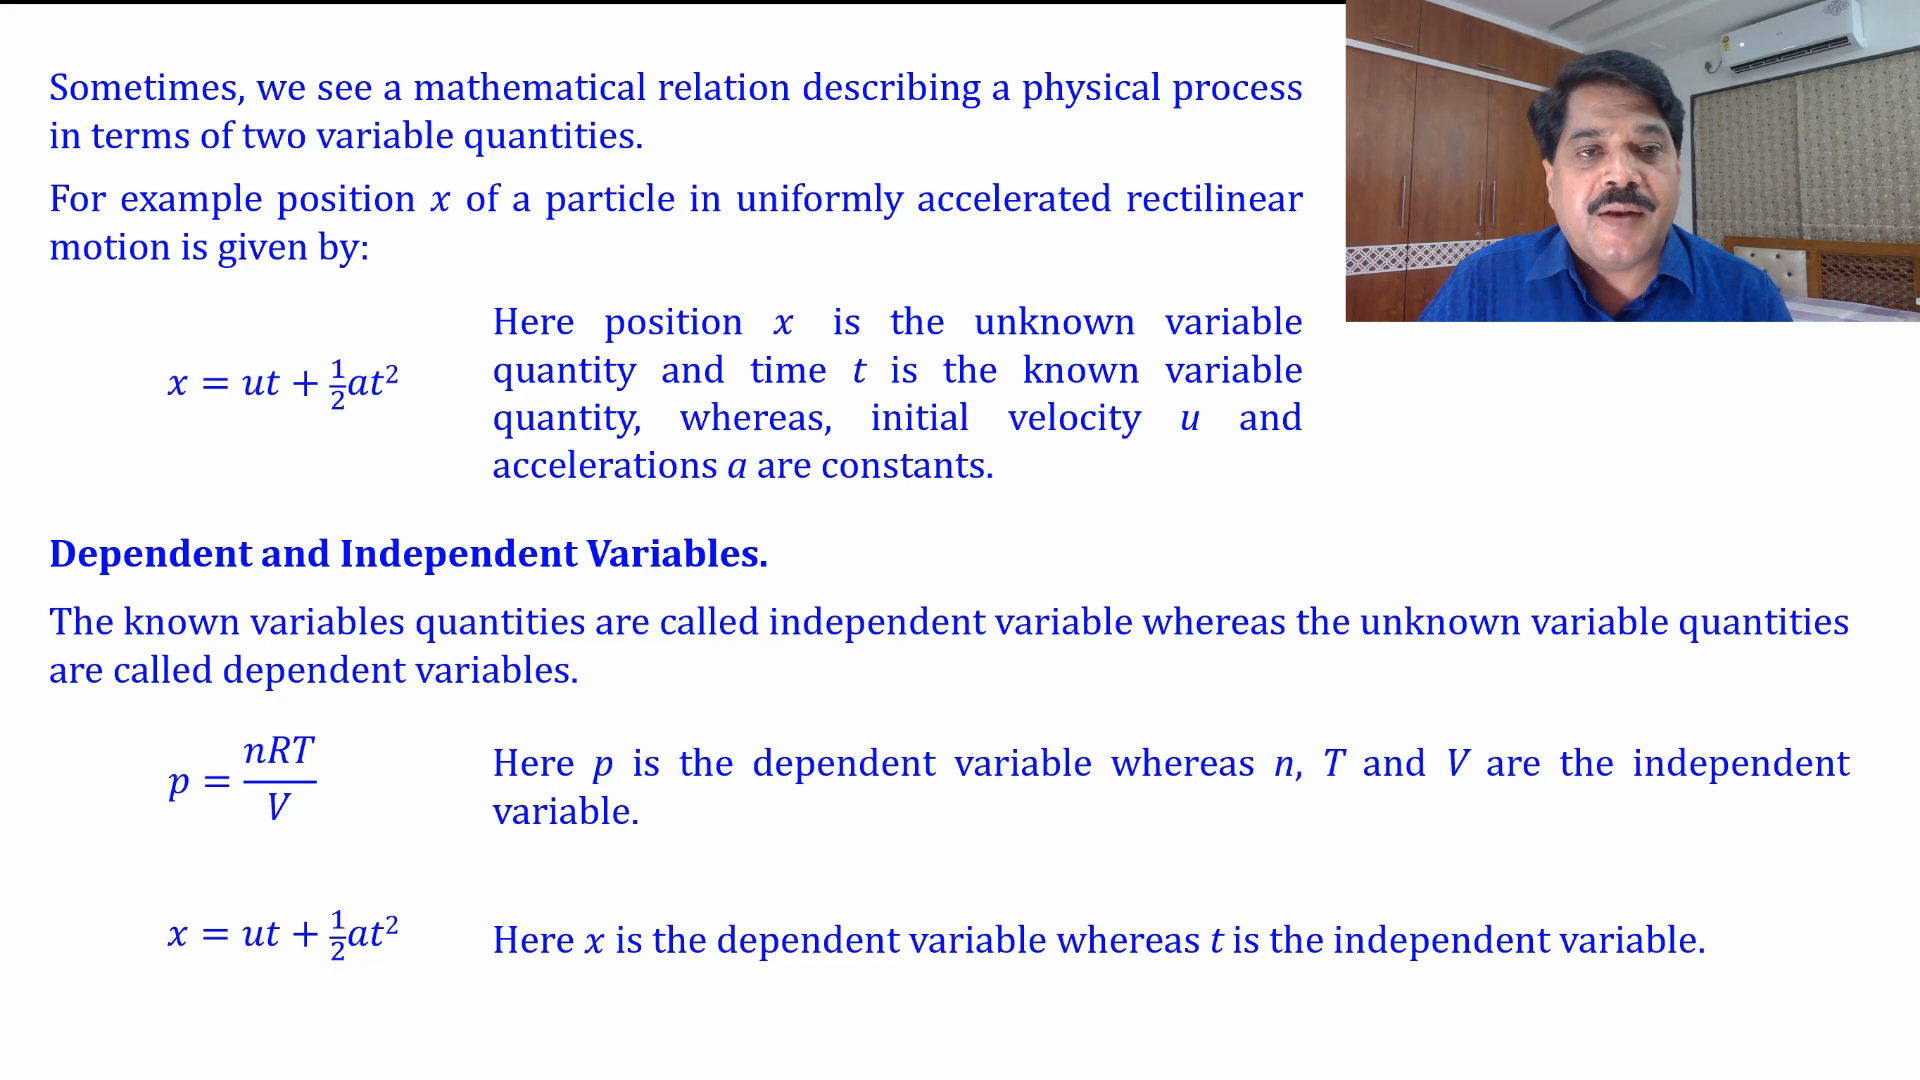 Sometimes, we see a mathematical relation describing a physical process
in terms of two variable quantities.
For example position x of a particle in uniformly accelerated rectilinear
motion is given by:
x = ut + ½at²
Here position x is the unknown variable
quantity and time t is the known variable
quantity, whereas, initial velocity u and
accelerations a are constants.
Dependent and Independent Variables.
The known variables quantities are called independent variable whereas the unknown variable quantities
are called dependent variables.
p = nRT/V
Here p is the dependent variable whereas n, T and V are the independent
variable.
x = ut + ½at²
Here x is the dependent variable whereas t is the independent variable.